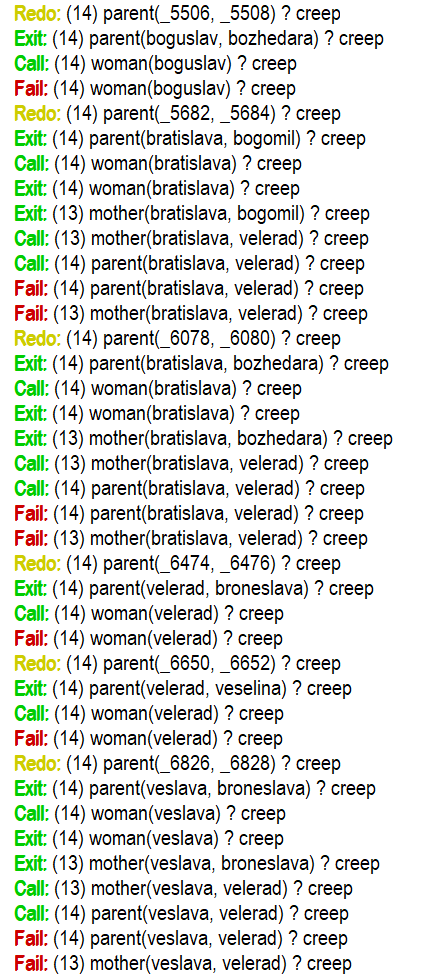 Redo: (14) parent(_5506, _5508) ? creep
Exit: (14) parent(boguslav, bozhedara) ? creep
Call: (14) woman(boguslav) ? creep
Fail: (14) woman(boguslav) ? creep
Redo: (14) parent(_5682, _5684) ? creep
Exit: (14) parent(bratislava, bogomil) ? creep
Call: (14) woman(bratislava) ? creep
Exit: (14) woman(bratislava) ? creep
Exit: (13) mother(bratislava, bogomil) ? creep
Call: (13) mother(bratislava, velerad) ? creep
Call: (14) parent(bratislava, velerad) ? creep
Fail: (14) parent(bratislava, velerad) ? creep
Fail: (13) mother(bratislava, velerad) ? creep
Redo: (14) parent(_6078, _6080) ? creep
Exit: (14) parent(bratislava, bozhedara) ? creep
Call: (14) woman(bratislava) ? creep
Exit: (14) woman(bratislava) ? creep
Exit: (13) mother(bratislava, bozhedara) ? creep
Call: (13) mother(bratislava, velerad) ? creep
Call: (14) parent(bratislava, velerad) ? creep
Fail: (14) parent(bratislava, velerad) ? creep
Fail: (13) mother(bratislava, velerad) ? creep
Redo: (14) parent(_6474, _6476) ? creep
Exit: (14) parent(velerad, broneslava) ? creep
Call: (14) woman(velerad) ? creep
Fail: (14) woman(velerad) ? creep
Redo: (14) parent(_6650, _6652) ? creep
Exit: (14) parent(velerad, veselina) ? creep
Call: (14) woman(velerad) ? creep
Fail: (14) woman(velerad) ? creep
Redo: (14) parent(_6826, _6828) ? creep
Exit: (14) parent(veslava, broneslava) ? creep
Call: (14) woman(veslava) ? creep
Exit: (14) woman(veslava) ? creep
Exit: (13) mother(veslava, broneslava) ? creep
Call: (13) mother(veslava, velerad) ? creep
Call: (14) parent(veslava, velerad) ? creep
Fail: (14) parent(veslava, velerad) ? creep
Fail: (13) mother(veslava, velerad) ? creep